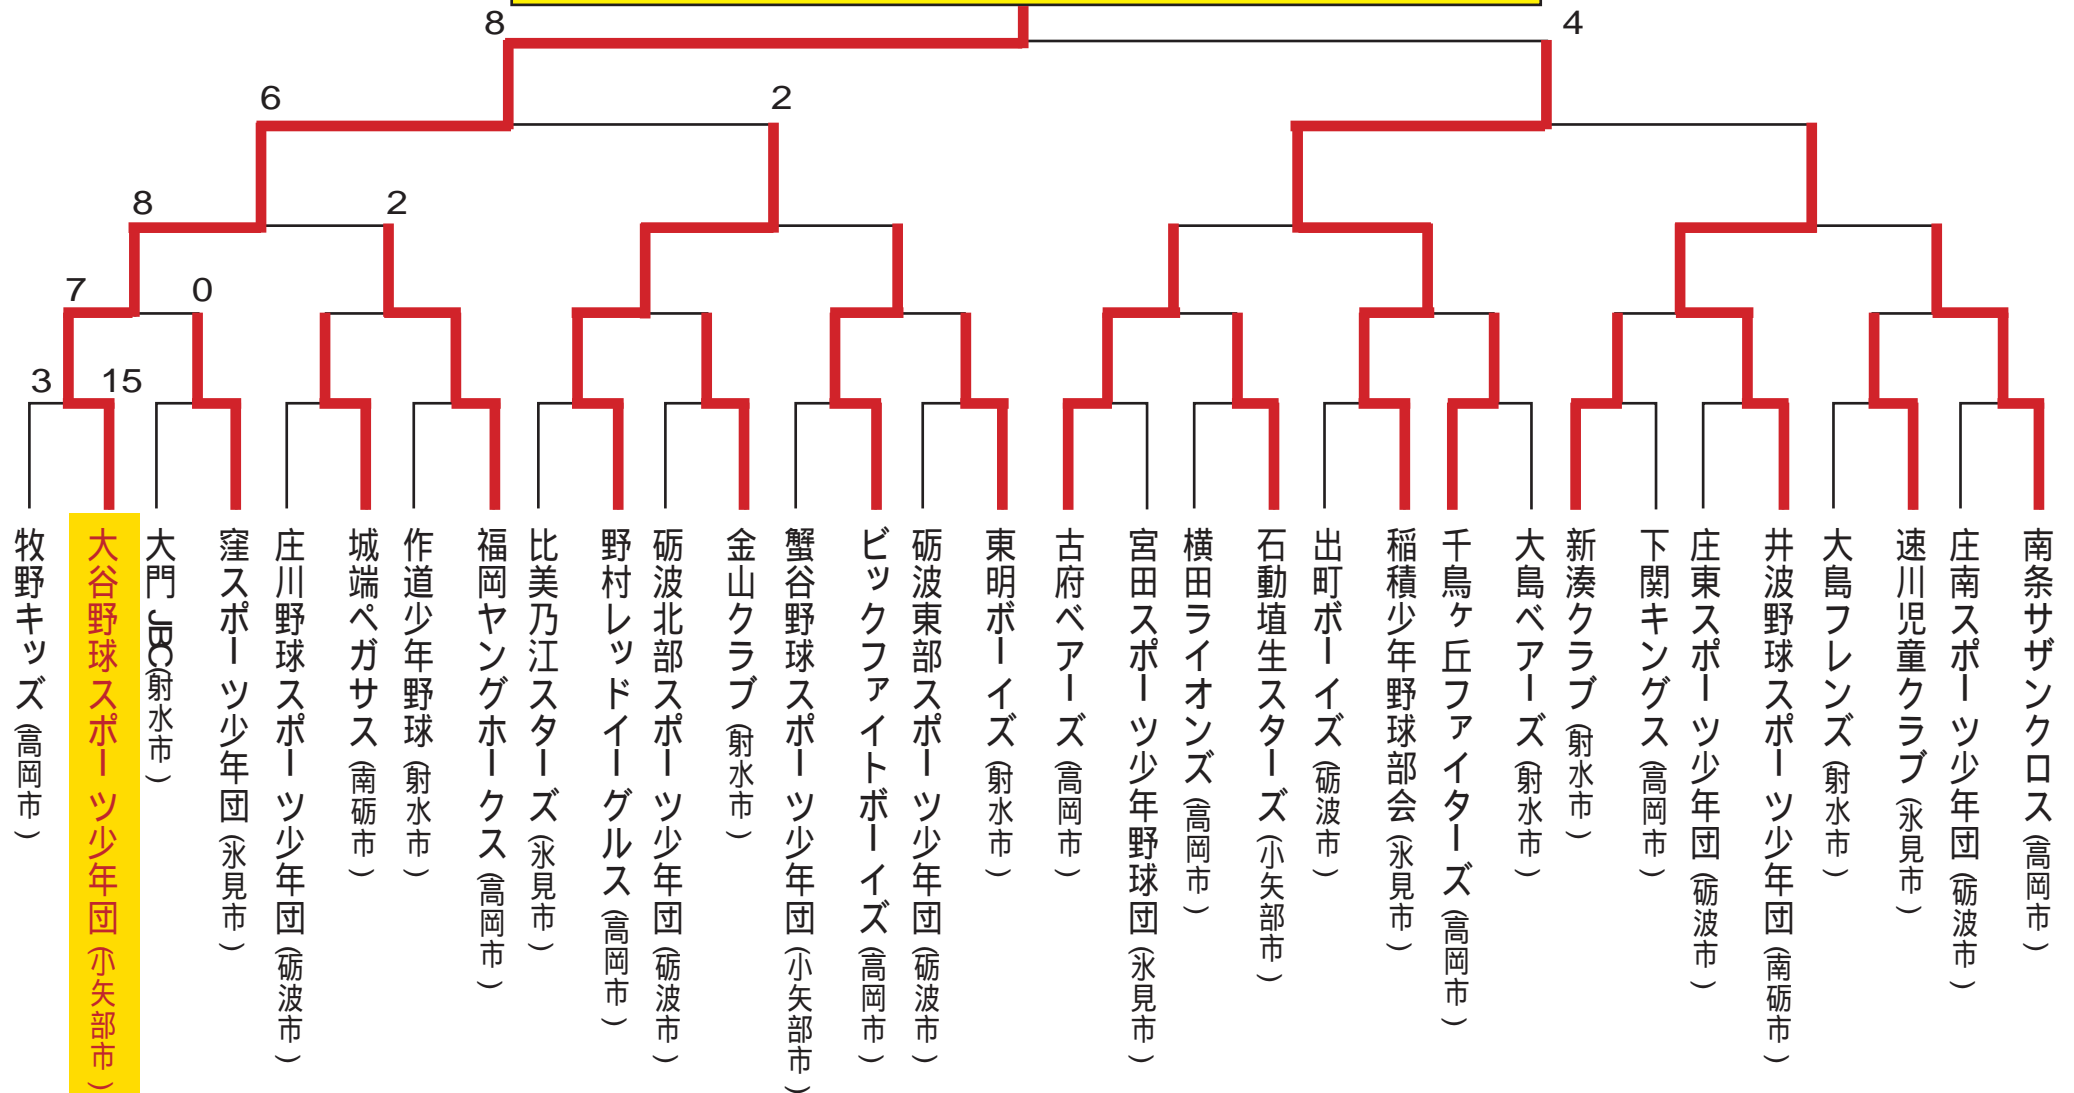 8
4
6
2
8
2
7
0
3
15
牧野キッズ(高岡市)
大谷野球スポーツ少年団(小矢部市)
大門JBC(射水市)
窪スポーツ少年団(氷見市)
庄川野球スポーツ少年団(砺波市)
城端ペガサス(南砺市)
作道少年野球(射水市)
福岡ヤングホークス(高岡市)
比美乃江スターズ(氷見市)
野村レッドイーグルス(高岡市)
砺波北部スポーツ少年団(砺波市)
金山クラブ(射水市)
蟹谷野球スポーツ少年団(小矢部市)
ビックファイトボーイズ(高岡市)
砺波東部スポーツ少年団(砺波市)
東明ボーイズ(射水市)
古府ベアーズ(高岡市)
宮田スポーツ少年野球団(氷見市)
横田ライオンズ(高岡市)
石動埴生スターズ(小矢部市)
出町ボーイズ(砺波市)
稲積少年野球部会(氷見市)
千鳥ヶ丘ファイターズ(高岡市)
大島ベアーズ(射水市)
新湊クラブ(射水市)
下関キングス(高岡市)
庄東スポーツ少年団(砺波市)
井波野球スポーツ少年団(南砺市)
大島フレンズ(射水市)
速川児童クラブ(氷見市)
庄南スポーツ少年団(砺波市)
南条サザンクロス(高岡市)